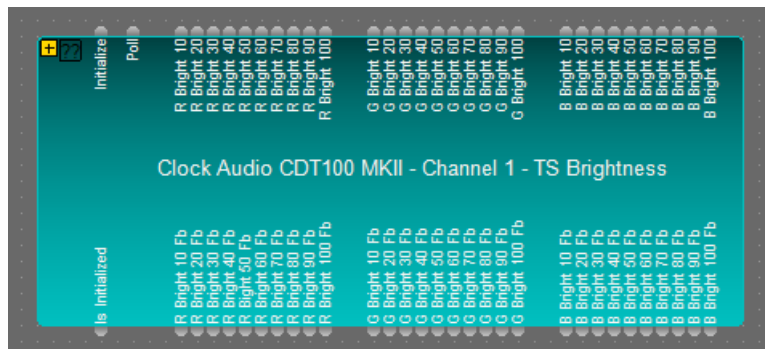 ??
Initialize
Poll
R Bright 10
R Bright 20
R Bright 30
R Bright 40
R Bright 50
R Bright 60
R Bright 70
R Bright 80
R Bright 90
R Bright 100
G Bright 10
G Bright 20
G Bright 30
G Bright 40
G Bright 50
G Bright 60
G Bright 70
G Bright 80
G Bright 90
G Bright 100
B Bright 10
B Bright 20
B Bright 30
B Bright 40
B Bright 50
B Bright 60
B Bright 70
B Bright 80
B Bright 90
B Bright 100
Clock Audio CDT100 MKII - Channel 1 - TS Brightness
Is Initialized
R Bright 10 Fb
R Bright 20 Fb
R Bright 30 Fb
R Bright 40 Fb
R Bight 50 Fb
R Bright 60 Fb
R Bright 70 Fb
R Bright 80 Fb
R Bright 90 Fb
R Bright 100 Fb
G Bright 10 Fb
G Bright 20 Fb
G Bright 30 Fb
G Bright 40 Fb
G Bright 50 Fb
G Bright 60 Fb
G Bright 70 Fb
G Bright 80 Fb
G Bright 90 Fb
G Bright 100 Fb
B Bright 10 Fb
B Bright 20 Fb
B Bright 30 Fb
B Bright 40 Fb
B Bright 50 Fb
B Bright 60 Fb
B Bright 70 Fb
B Bright 80 Fb
B Bright 90 Fb
B Bright 100 Fb